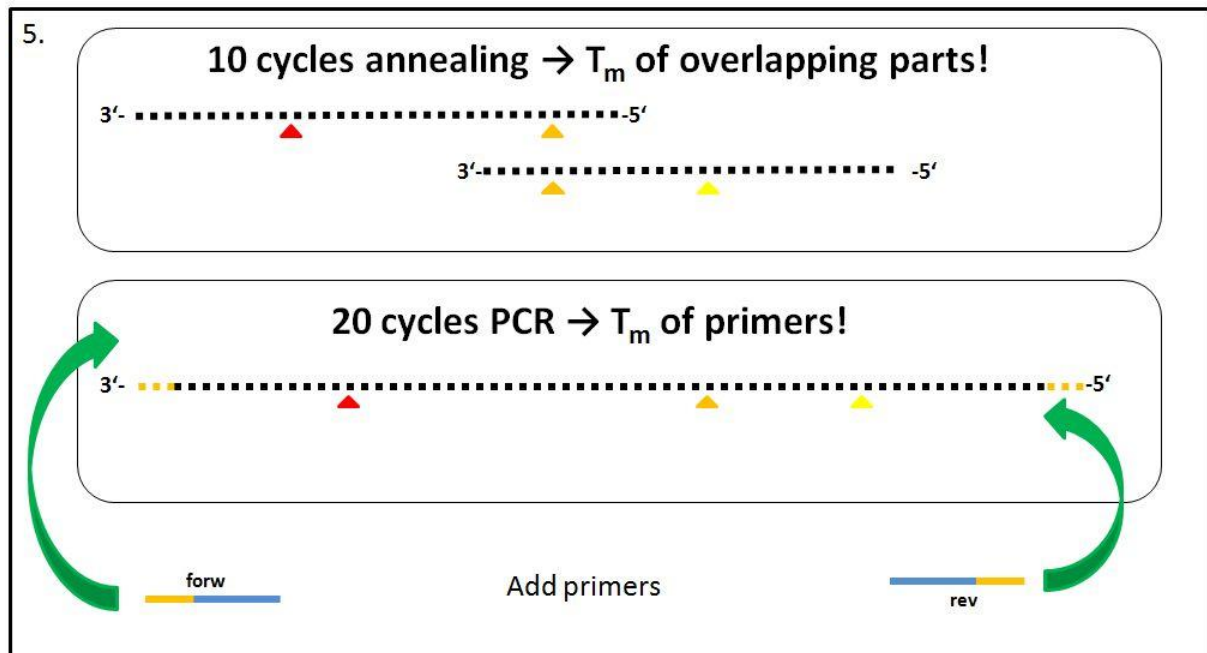 5.
10 cycles annealing → Tm of overlapping parts!
3‘- -5‘
3‘- -5‘
20 cycles PCR → Tm of primers!
3‘- -5‘
forw
Add primers
rev